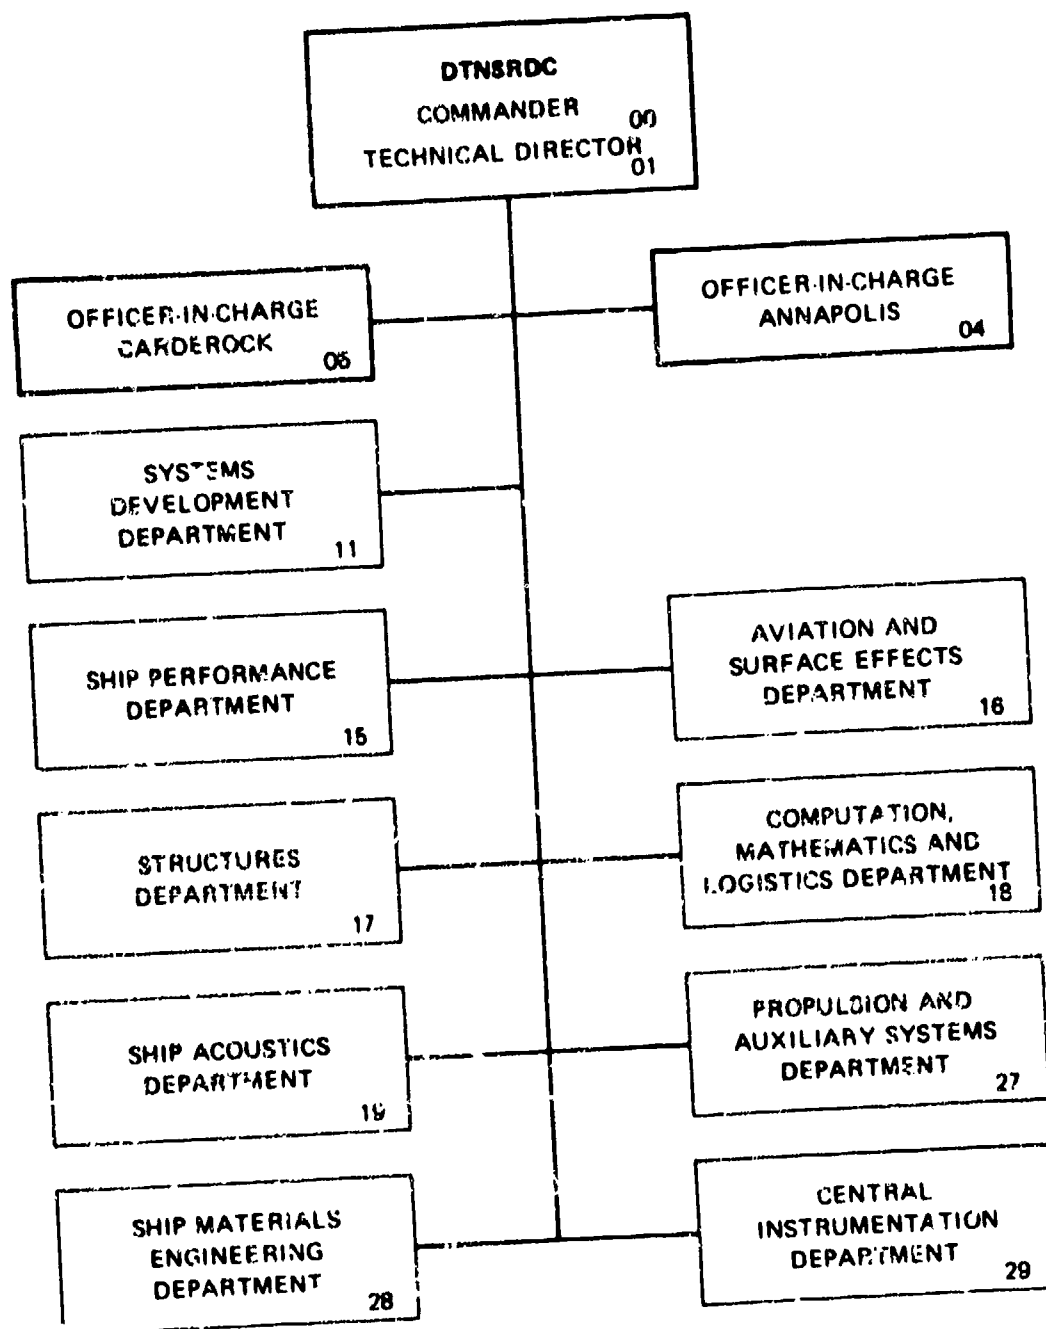 DTNSRDC
COMMANDER 00
TECHNICAL DIRECTOR 01
OFFICER-IN-CHARGE
CARDEROCK
05
OFFICER-IN-CHARGE
ANNAPOLIS
04
SYSTEMS
DEVELOPMENT
DEPARTMENT
11
SHIP PERFORMANCE
DEPARTMENT
15
AVIATION AND
SURFACE EFFECTS
DEPARTMENT
16
STRUCTURES
DEPARTMENT
17
COMPUTATION,
MATHEMATICS AND
LOGISTICS DEPARTMENT
18
SHIP ACOUSTICS
DEPARTMENT
19
PROPULSION AND
AUXILIARY SYSTEMS
DEPARTMENT
27
SHIP MATERIALS
ENGINEERING
DEPARTMENT
28
CENTRAL
INSTRUMENTATION
DEPARTMENT
29